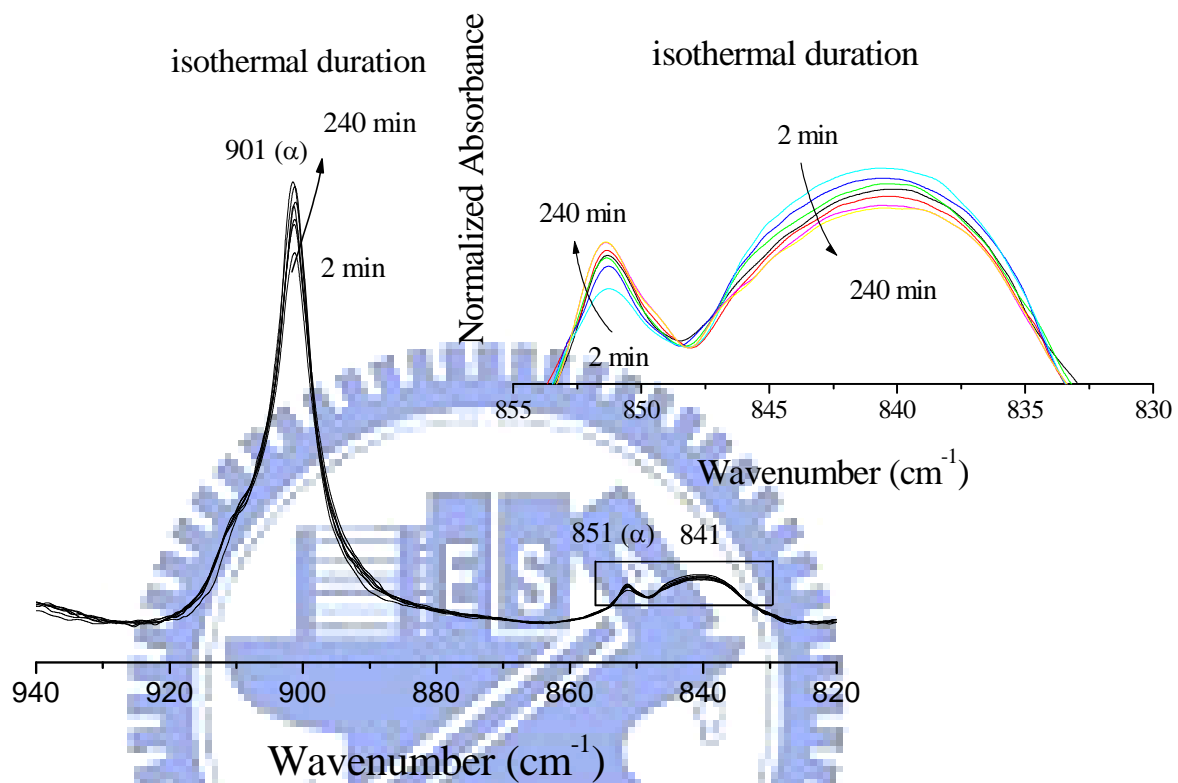 isothermal duration
240 min
901 (α)
2 min
Normalized Absorbance
isothermal duration
2 min
240 min
240 min
2 min
855 850 845 840 835 830
Wavenumber (cm⁻¹)
851 (α) 841
E S
940 920 900 880 860 840 820
Wavenumber (cm⁻¹)